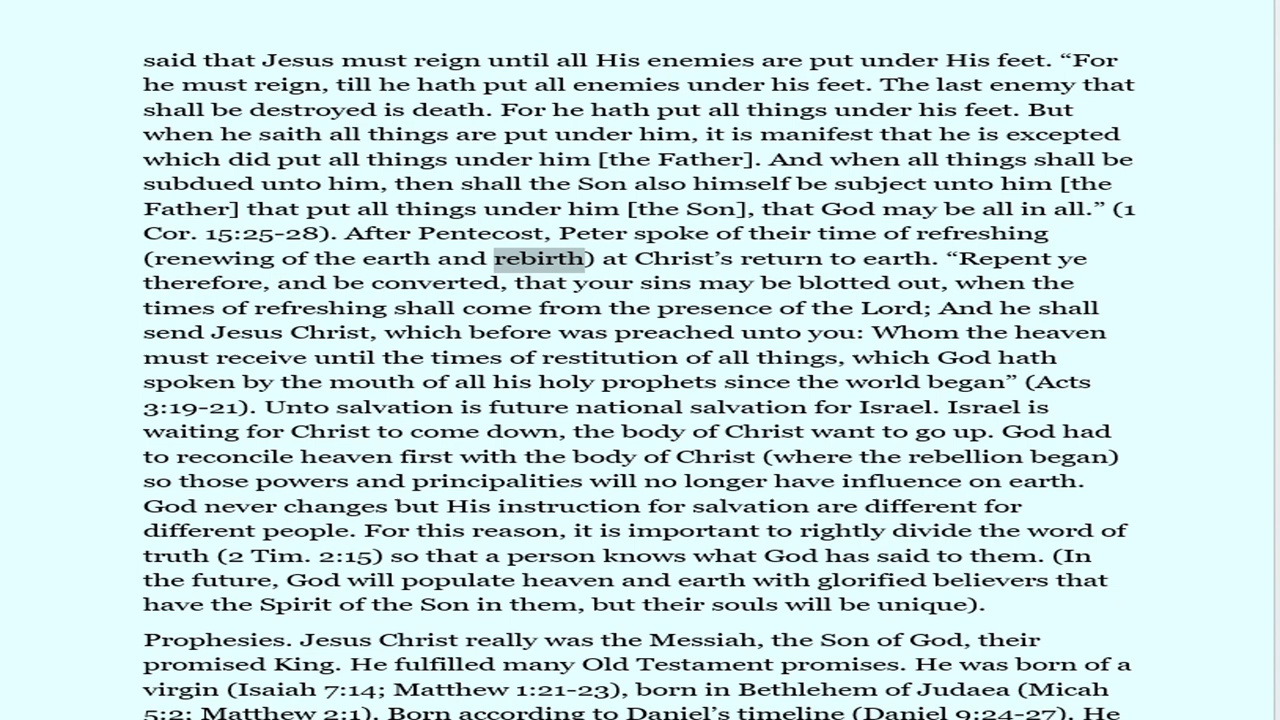 said that Jesus must reign until all His enemies are put under His feet. “For
he must reign, till he hath put all enemies under his feet. The last enemy that
shall be destroyed is death. For he hath put all things under his feet. But
when he saith all things are put under him, it is manifest that he is excepted
which did put all things under him [the Father]. And when all things shall be
subdued unto him, then shall the Son also himself be subject unto him [the
Father] that put all things under him [the Son], that God may be all in all.” (1
Cor. 15:25-28). After Pentecost, Peter spoke of their time of refreshing
(renewing of the earth and rebirth) at Christ’s return to earth. “Repent ye
therefore, and be converted, that your sins may be blotted out, when the
times of refreshing shall come from the presence of the Lord; And he shall
send Jesus Christ, which before was preached unto you: Whom the heaven
must receive until the times of restitution of all things, which God hath
spoken by the mouth of all his holy prophets since the world began” (Acts
3:19-21). Unto salvation is future national salvation for Israel. Israel is
waiting for Christ to come down, the body of Christ want to go up. God had
to reconcile heaven first with the body of Christ (where the rebellion began)
so those powers and principalities will no longer have influence on earth.
God never changes but His instruction for salvation are different for
different people. For this reason, it is important to rightly divide the word of
truth (2 Tim. 2:15) so that a person knows what God has said to them. (In
the future, God will populate heaven and earth with glorified believers that
have the Spirit of the Son in them, but their souls will be unique).
Prophesies. Jesus Christ really was the Messiah, the Son of God, their
promised King. He fulfilled many Old Testament promises. He was born of a
virgin (Isaiah 7:14; Matthew 1:21-23), born in Bethlehem of Judaea (Micah
5:2; Matthew 2:1). Born according to Daniel’s timeline (Daniel 9:24-27). He